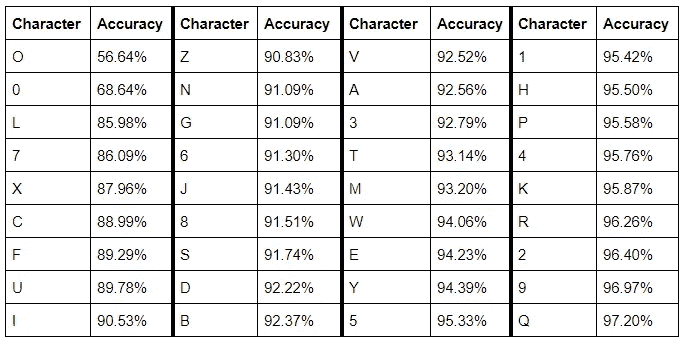 Character Accuracy Character Accuracy Character Accuracy Character Accuracy
O 56.64% Z 90.83% V 92.52% 1 95.42%
0 68.64% N 91.09% A 92.56% H 95.50%
L 85.98% G 91.09% 3 92.79% P 95.58%
7 86.09% 6 91.30% T 93.14% 4 95.76%
X 87.96% J 91.43% M 93.20% K 95.87%
C 88.99% 8 91.51% W 94.06% R 96.26%
F 89.29% S 91.74% E 94.23% 2 96.40%
U 89.78% D 92.22% Y 94.39% 9 96.97%
I 90.53% B 92.37% 5 95.33% Q 97.20%